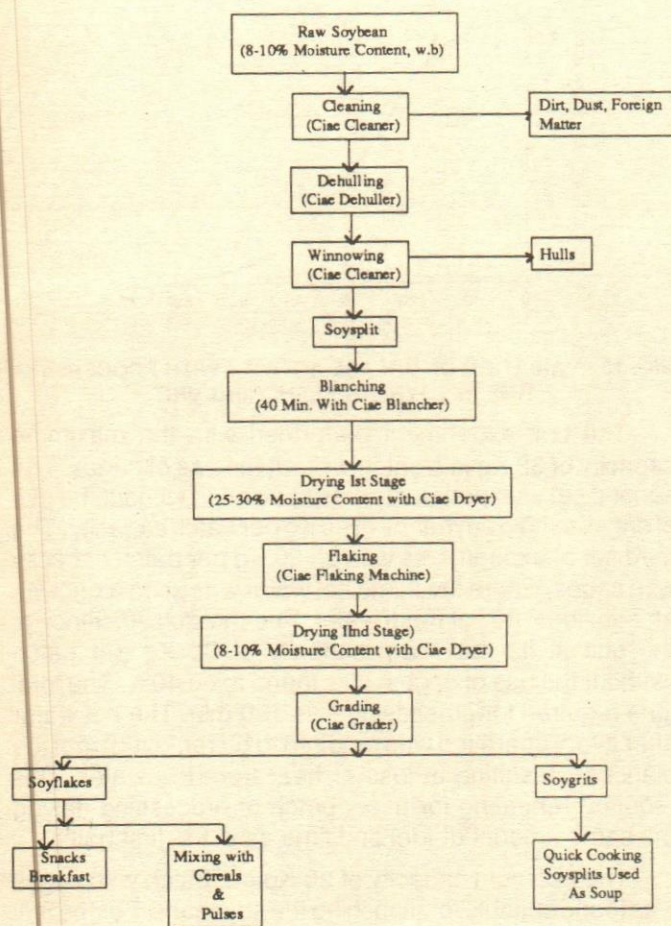 Raw Soybean
(8-10% Moisture Content, w.b)
Cleaning
(Ciae Cleaner)
Dirt, Dust, Foreign
Matter
Dehulling
(Ciae Dehuller)
Winnowing
(Ciae Cleaner)
Hulls
Soysplit
Blanching
(40 Min. With Ciae Blancher)
Drying Ist Stage
(25-30% Moisture Content with Ciae Dryer)
Flaking
(Ciae Flaking Machine)
Drying IInd Stage)
(8-10% Moisture Content with Ciae Dryer)
Grading
(Ciae Grader)
Soyflakes
Soygrits
Snacks
Breakfast
Mixing with
Cereals
&
Pulses
Quick Cooking
Soysplits Used
As Soup